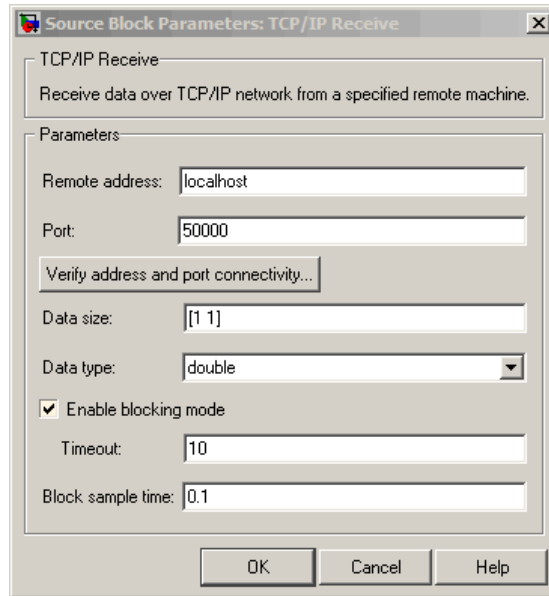 Source Block Parameters: TCP/IP Receive
TCP/IP Receive
Receive data over TCP/IP network from a specified remote machine.
Parameters
Remote address: localhost
Port: 50000
Verify address and port connectivity...
Data size: [1 1]
Data type: double
Enable blocking mode
Timeout: 10
Block sample time: 0.1
OK Cancel Help